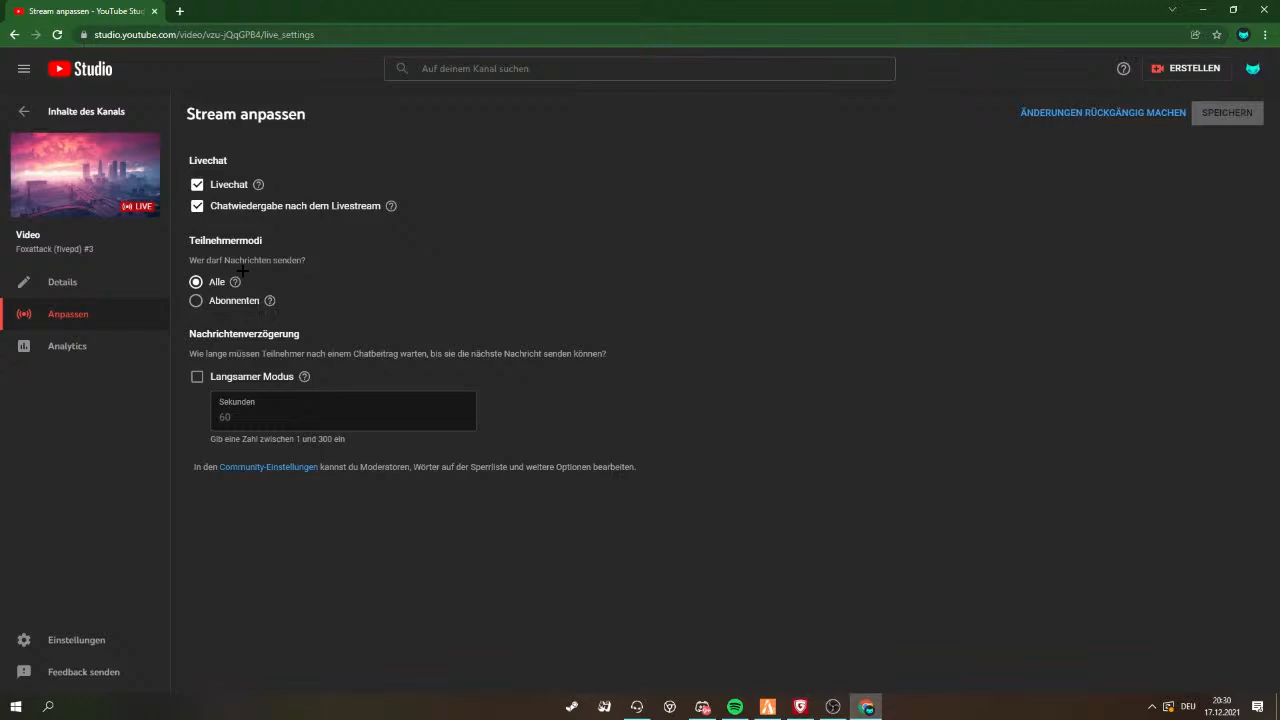 Stream anpassen - YouTube Stud
studio.youtube.com/video/vzu-jQqGPB4/live_settings
Studio
Auf deinem Kanal suchen
ERSTELLEN
Inhalte des Kanals
LIVE
Video
Foxattack (fivepd) #3
Details
Anpassen
Analytics
Einstellungen
Feedback senden
Stream anpassen
ÄNDERUNGEN RÜCKGÄNGIG MACHEN
SPEICHERN
Livechat
Livechat
Chatwiedergabe nach dem Livestream
Teilnehmermodi
Wer darf Nachrichten senden?
Alle
Abonnenten
Nachrichtenverzögerung
Wie lange müssen Teilnehmer nach einem Chatbeitrag warten, bis sie die nächste Nachricht senden können?
Langsamer Modus
Sekunden
60
Gib eine Zahl zwischen 1 und 300 ein
In den Community-Einstellungen kannst du Moderatoren, Wörter auf der Sperrliste und weitere Optionen bearbeiten.
DEU
20:30
17.12.2021